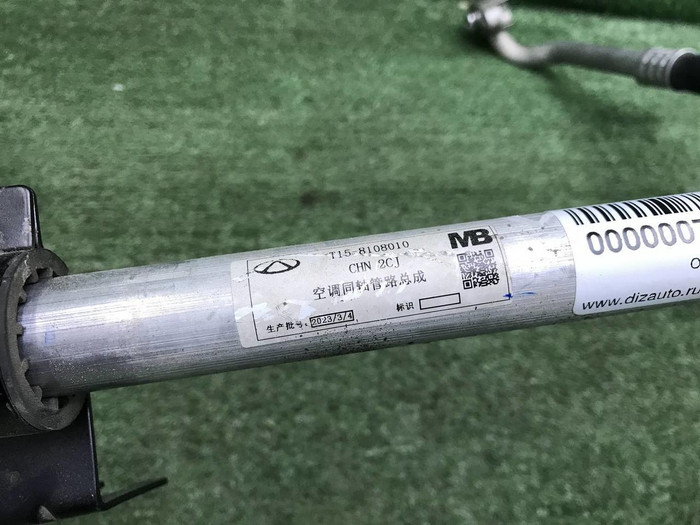 T15-8108010
MB
CHN 2CJ
空调同轴管路总成
生产批号: 2023/3/4
标识
000000
www.dizauto.ru